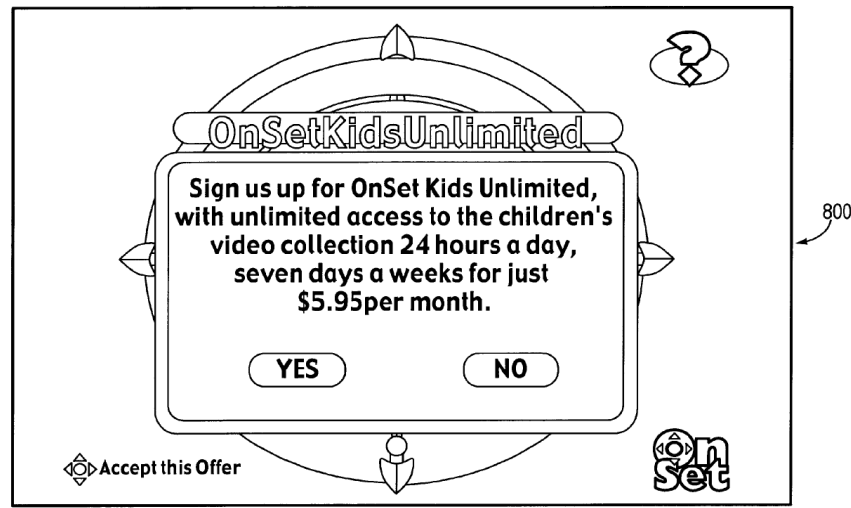 OnSetKidsUnlimited
Sign us up for OnSet Kids Unlimited,
with unlimited access to the children's
video collection 24 hours a day,
seven days a weeks for just
$5.95per month.
YES NO
Accept this Offer
On
Set
800
?